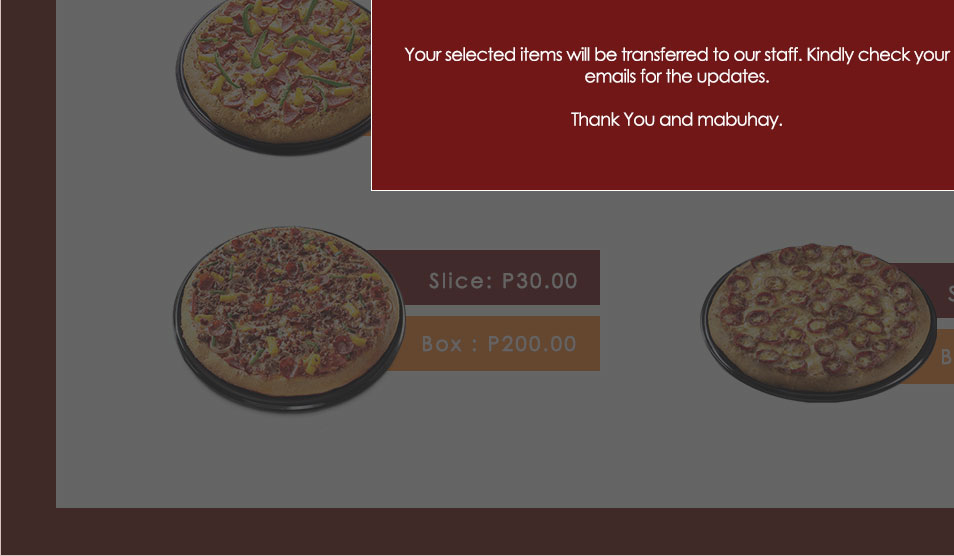 Your selected items will be transferred to our staff. Kindly check your
emails for the updates.
Thank You and mabuhay.
Slice: P30.00
Box : P200.00